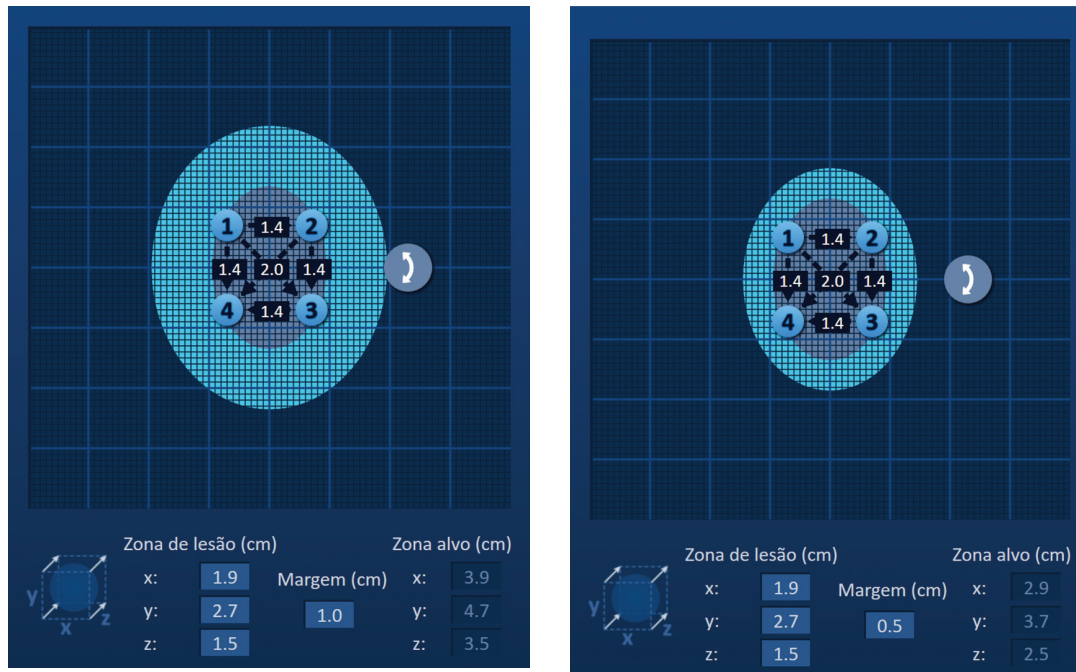 1 1.4 2
1.4 2.0 1.4
4 1.4 3
Zona de lesão (cm) Zona alvo (cm)
x: 1.9 Margem (cm) x: 3.9
y: 2.7 1.0 y: 4.7
z: 1.5 z: 3.5
y
x
z
1 1.4 2
1.4 2.0 1.4
4 1.4 3
Zona de lesão (cm) Zona alvo (cm)
x: 1.9 Margem (cm) x: 2.9
y: 2.7 0.5 y: 3.7
z: 1.5 z: 2.5
y
x
z